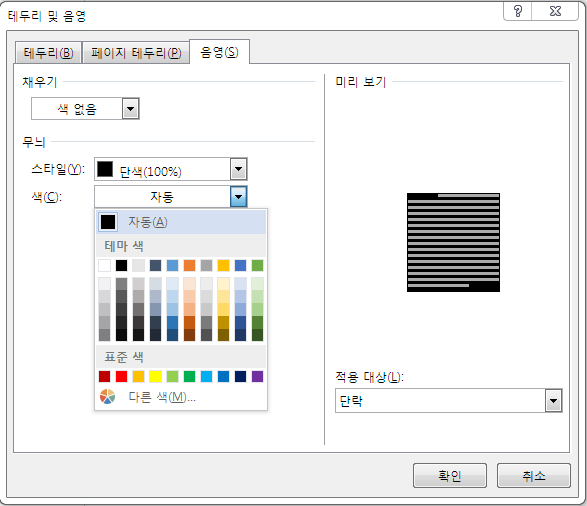 테두리 및 음영
?
테두리(B) 페이지 테두리(P) 음영(S)
채우기
색 없음
무늬
스타일(Y): 단색(100%)
색(C): 자동
자동(A)
테마 색
표준 색
다른 색(M)...
미리 보기
적용 대상(L):
단락
확인 취소